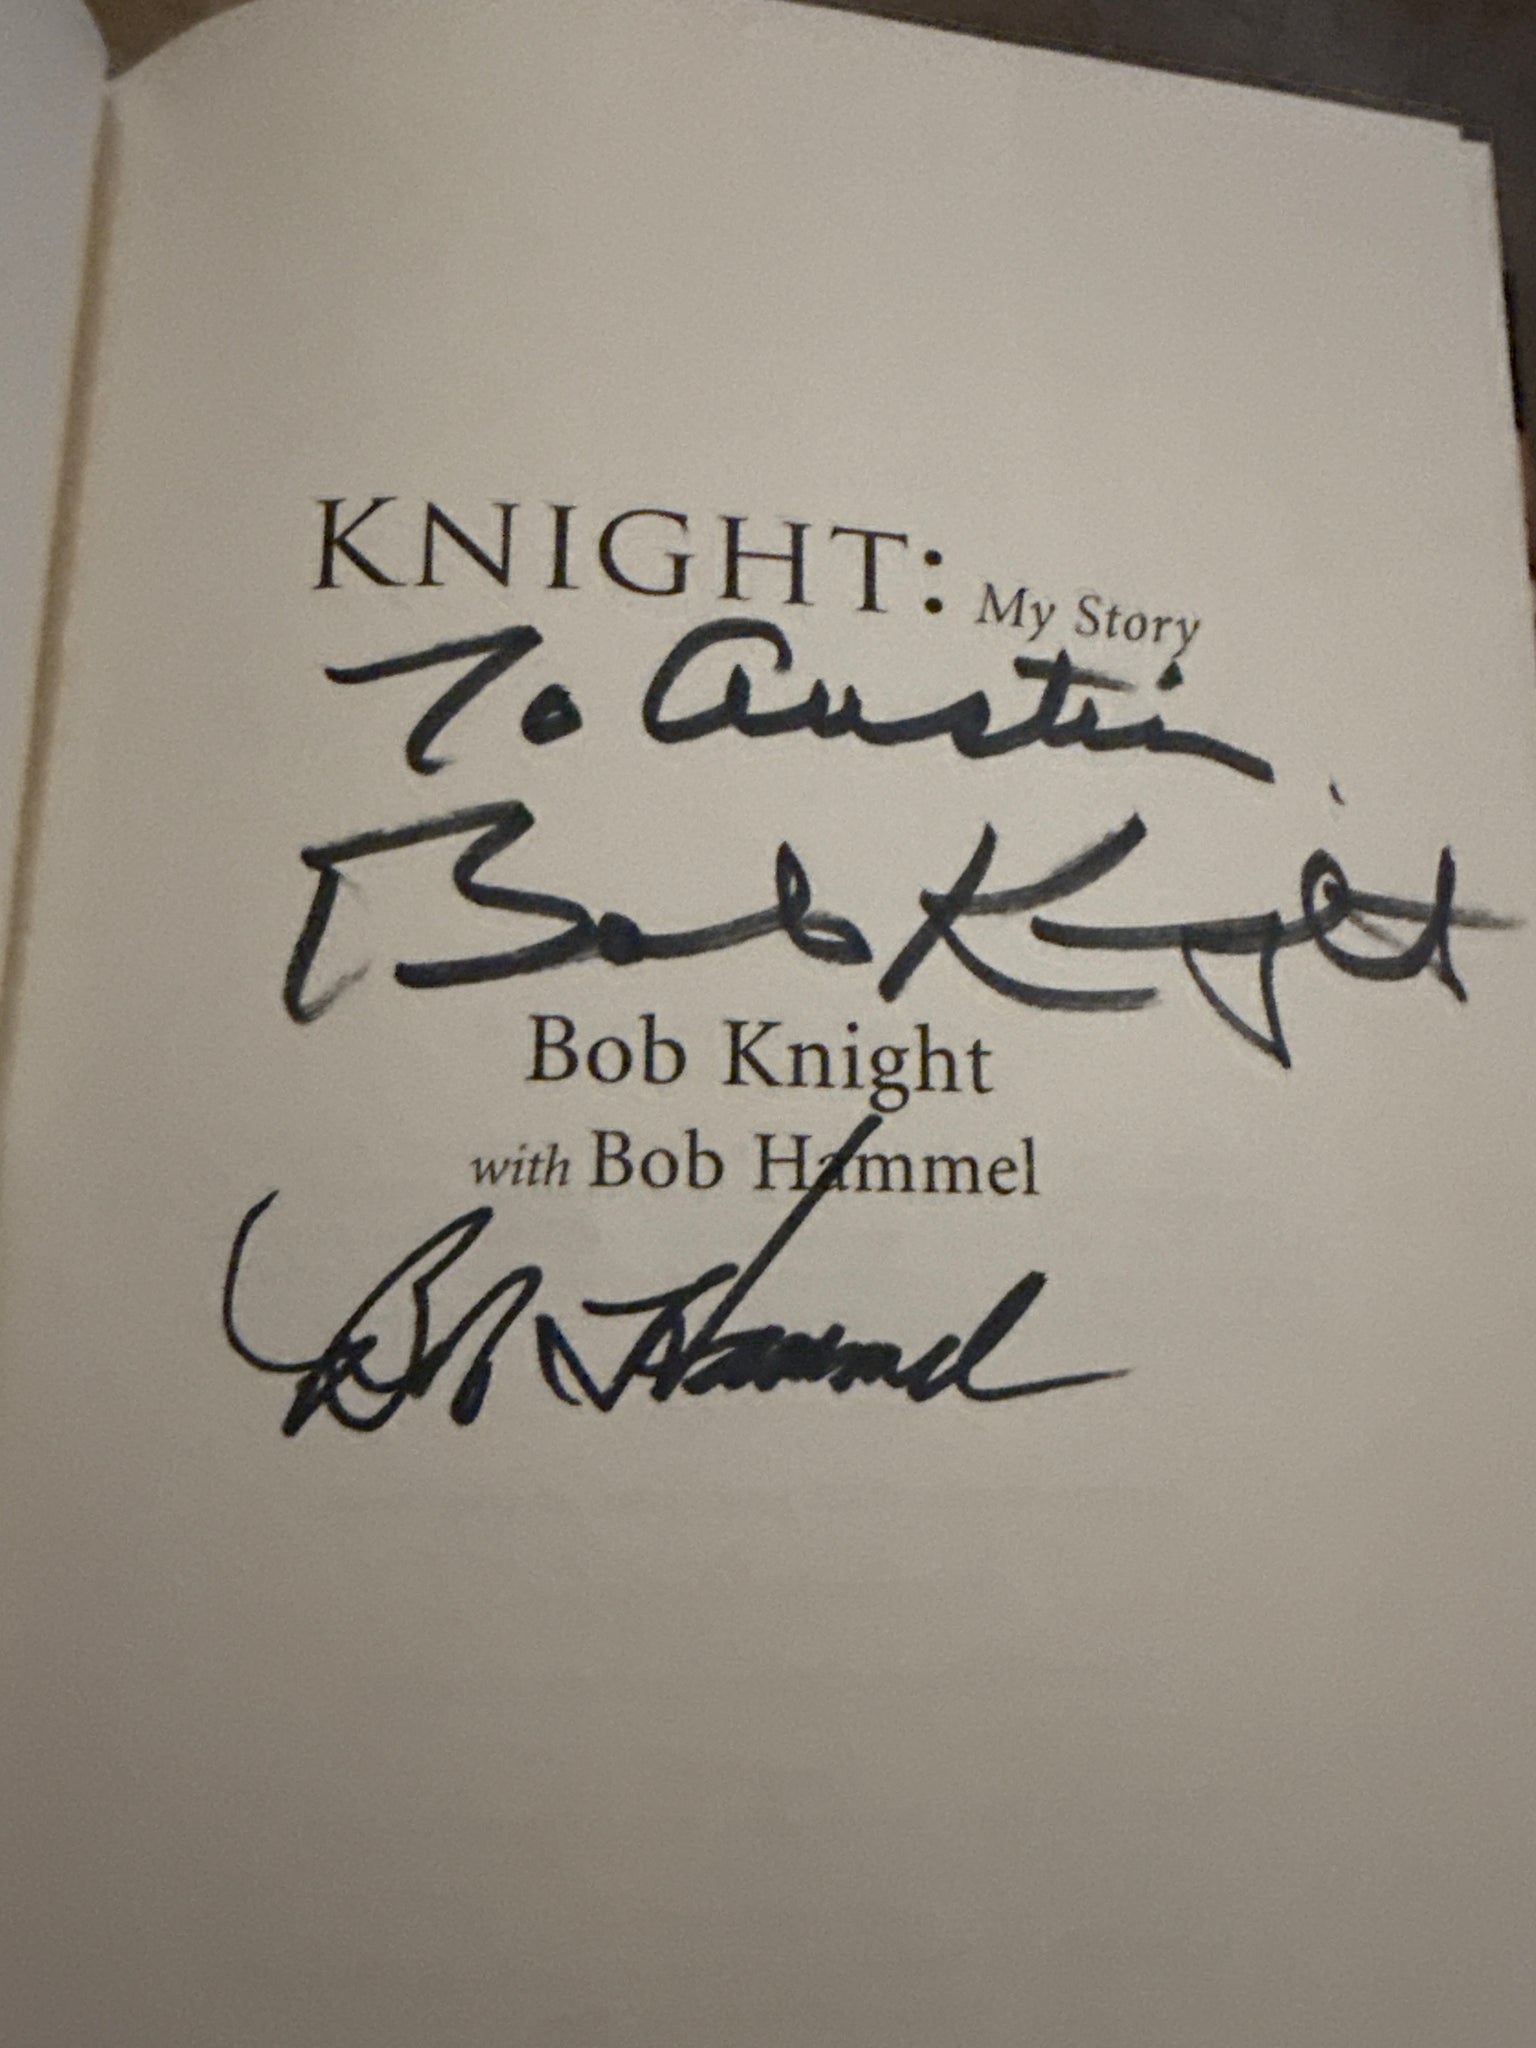 KNIGHT: My Story
To Austin
Bob Knight
Bob Knight
with Bob Hammel
Bob Hammel